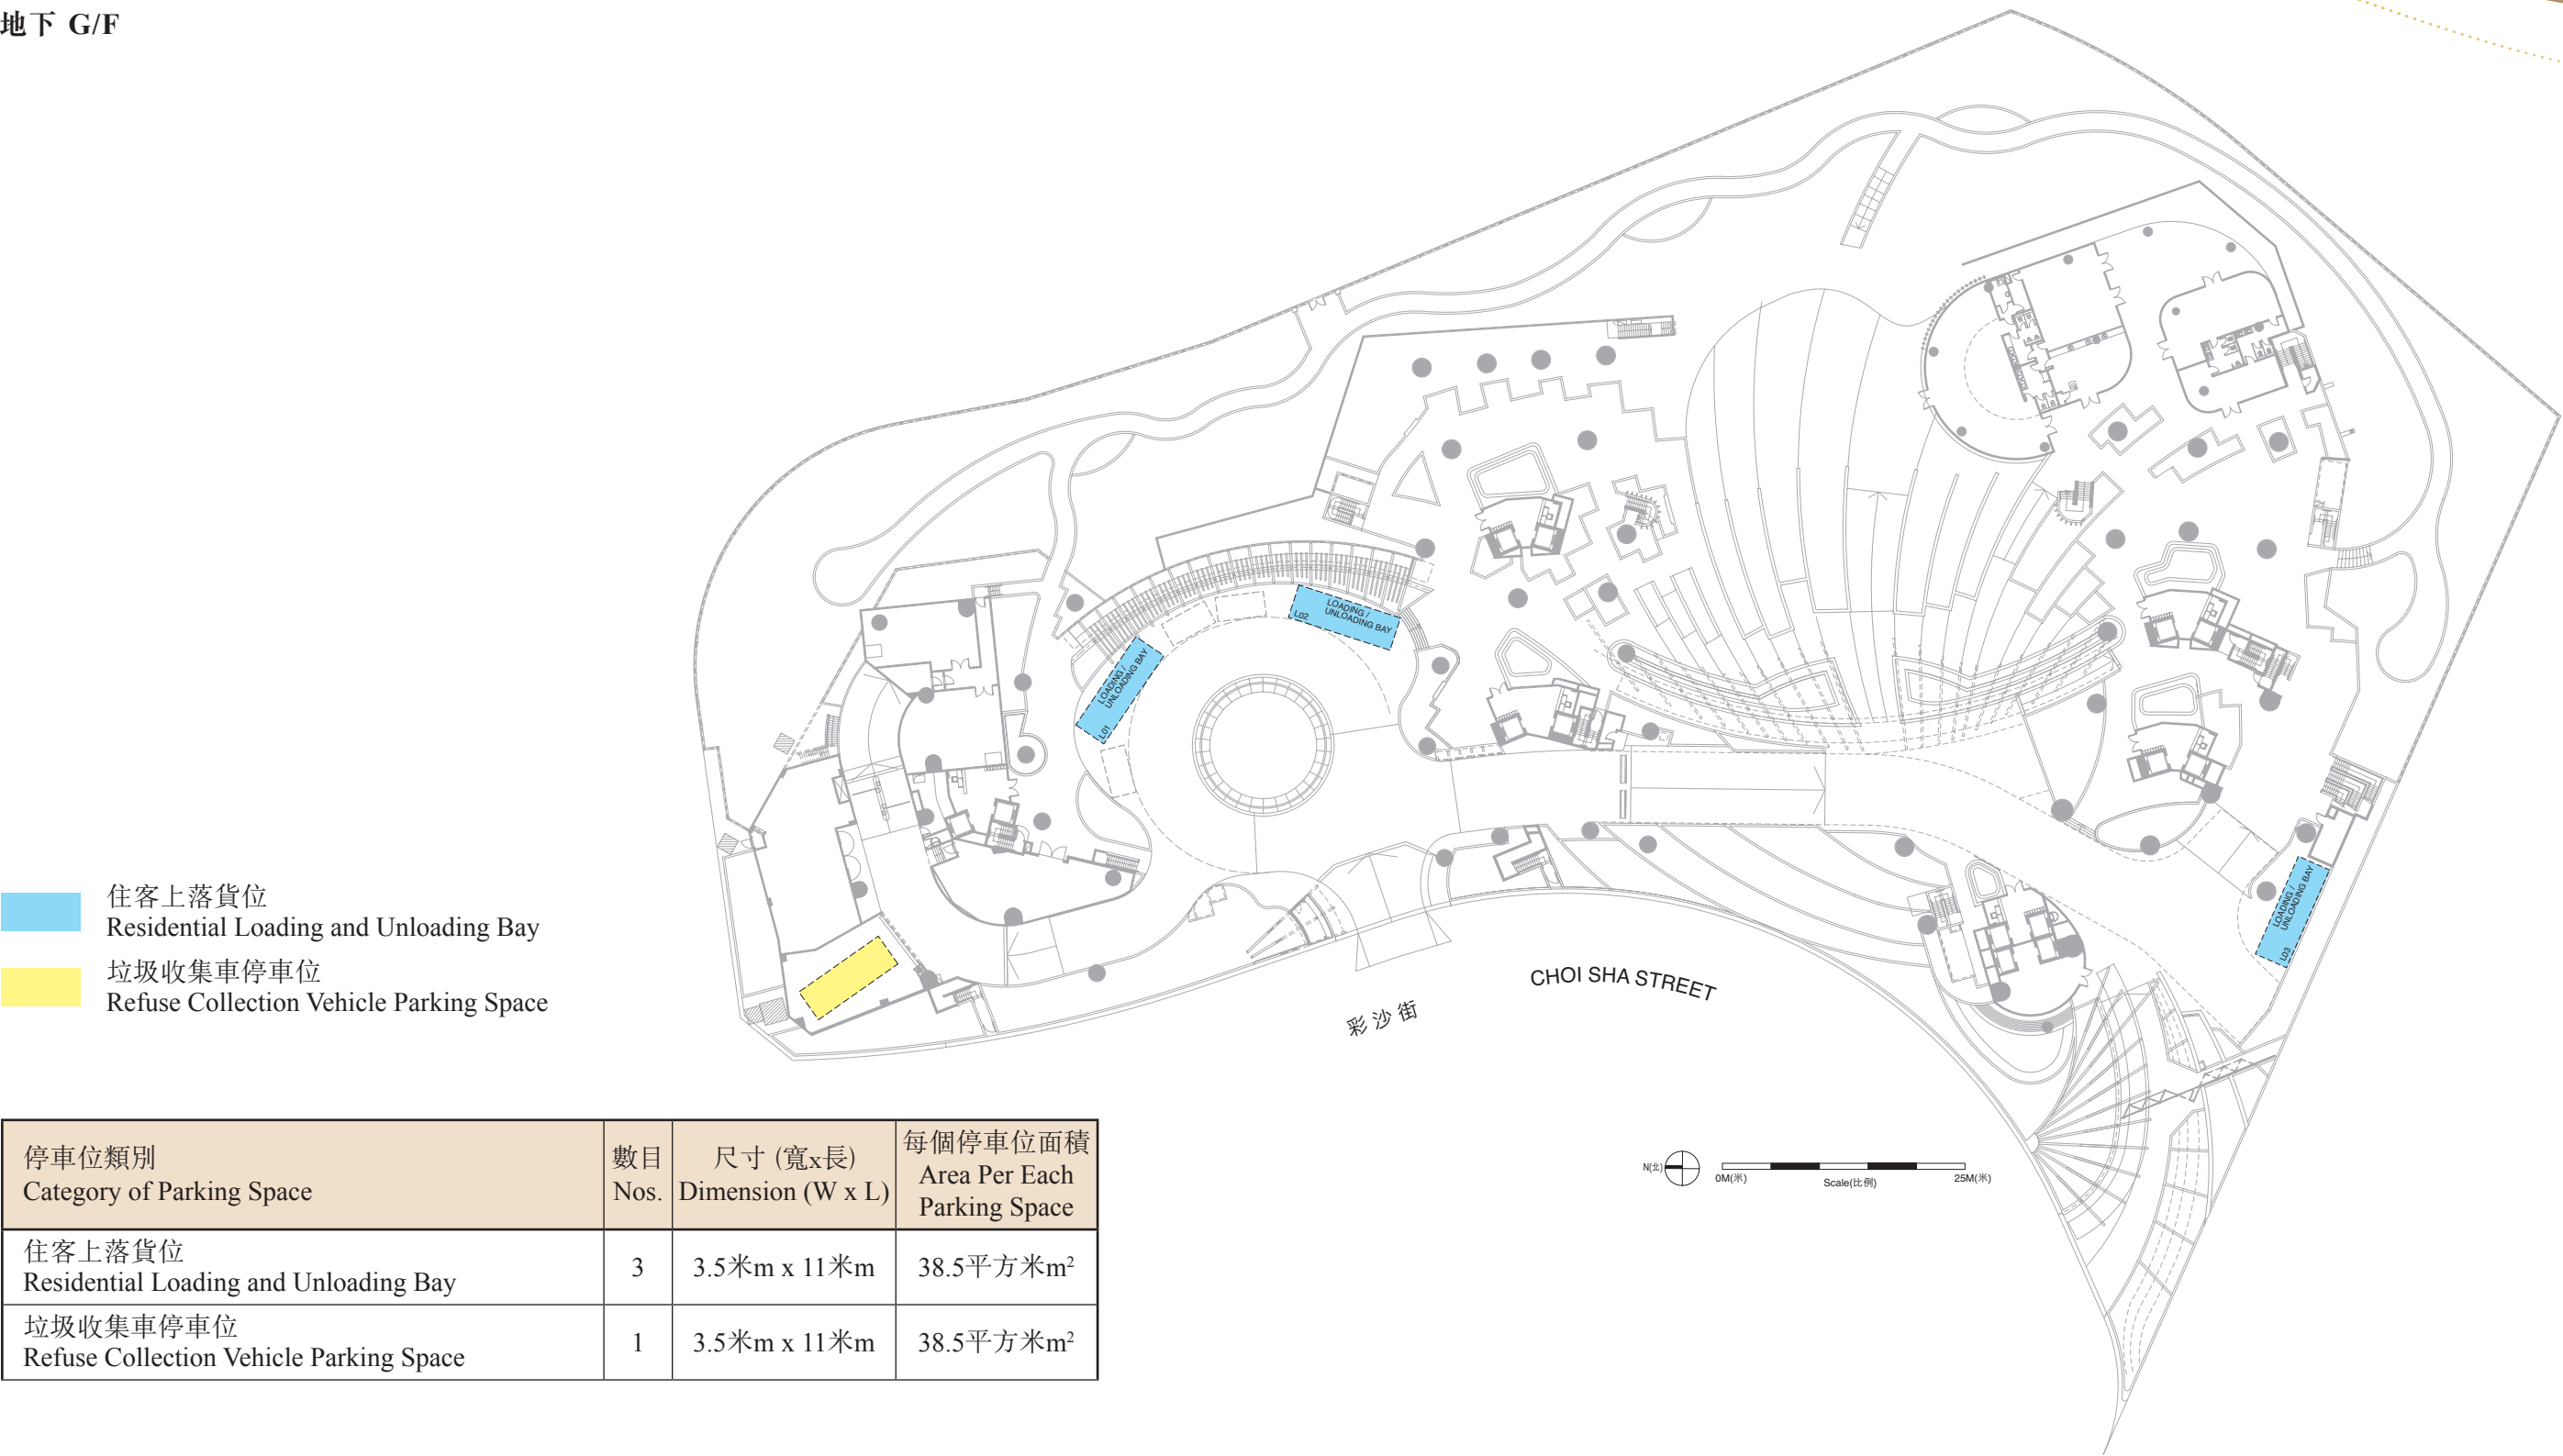 地下 G/F
LOADING /
UNLOADING BAY
L02
LOADING /
UNLOADING BAY
L01
LOADING /
UNLOADING BAY
L03
住客上落貨位
Residential Loading and Unloading Bay
垃圾收集車停車位
Refuse Collection Vehicle Parking Space
CHOI SHA STREET
彩沙街
N(北)
0M(米)
Scale(比例)
25M(米)
停車位類別
Category of Parking Space
數目
Nos.
尺寸 (寬x長)
Dimension (W x L)
每個停車位面積
Area Per Each
Parking Space
住客上落貨位
Residential Loading and Unloading Bay
3
3.5米m x 11米m
38.5平方米m²
垃圾收集車停車位
Refuse Collection Vehicle Parking Space
1
3.5米m x 11米m
38.5平方米m²